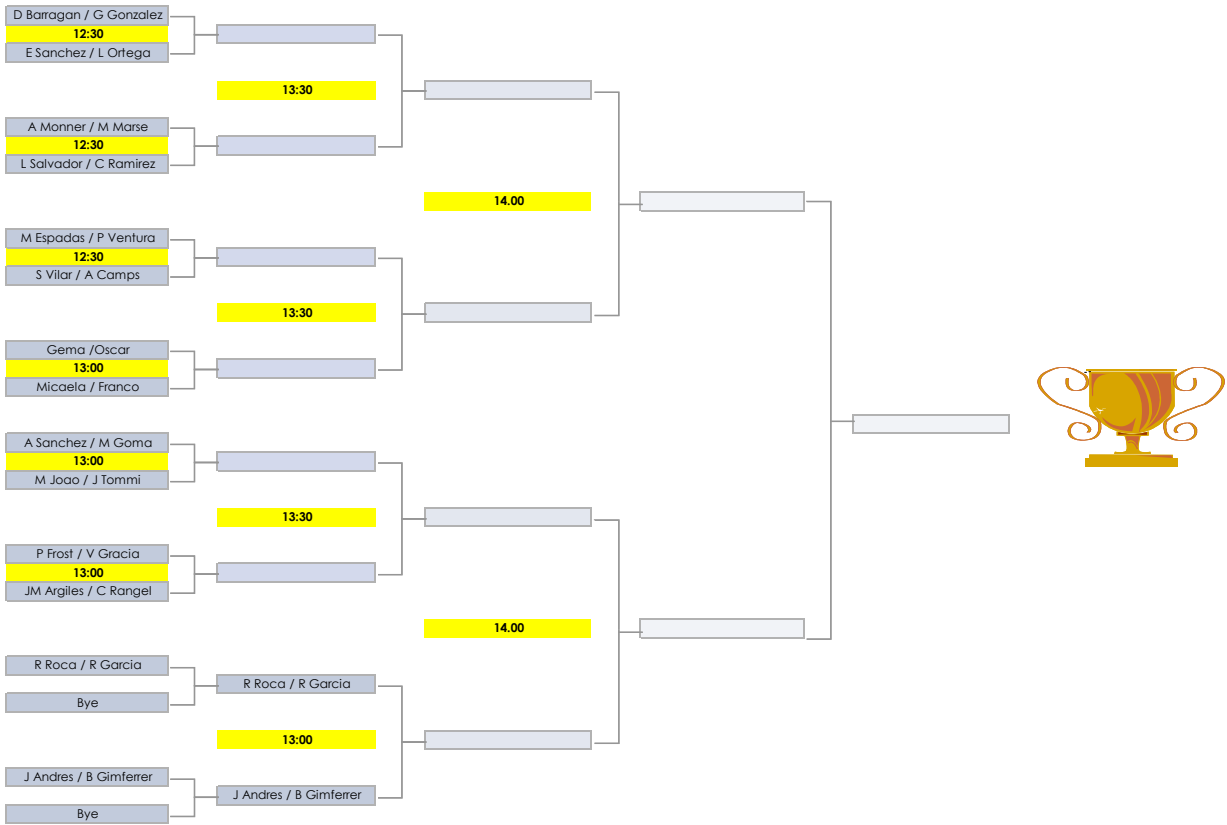 D Barragan / G Gonzalez
12:30
E Sanchez / L Ortega
13:30
A Monner / M Marse
12:30
L Salvador / C Ramirez
14.00
M Espadas / P Ventura
12:30
S Vilar / A Camps
13:30
Gema /Oscar
13:00
Micaela / Franco
A Sanchez / M Goma
13:00
M Joao / J Tommi
13:30
P Frost / V Gracia
13:00
JM Argiles / C Rangel
14.00
R Roca / R Garcia
R Roca / R Garcia
Bye
13:00
J Andres / B Gimferrer
J Andres / B Gimferrer
Bye